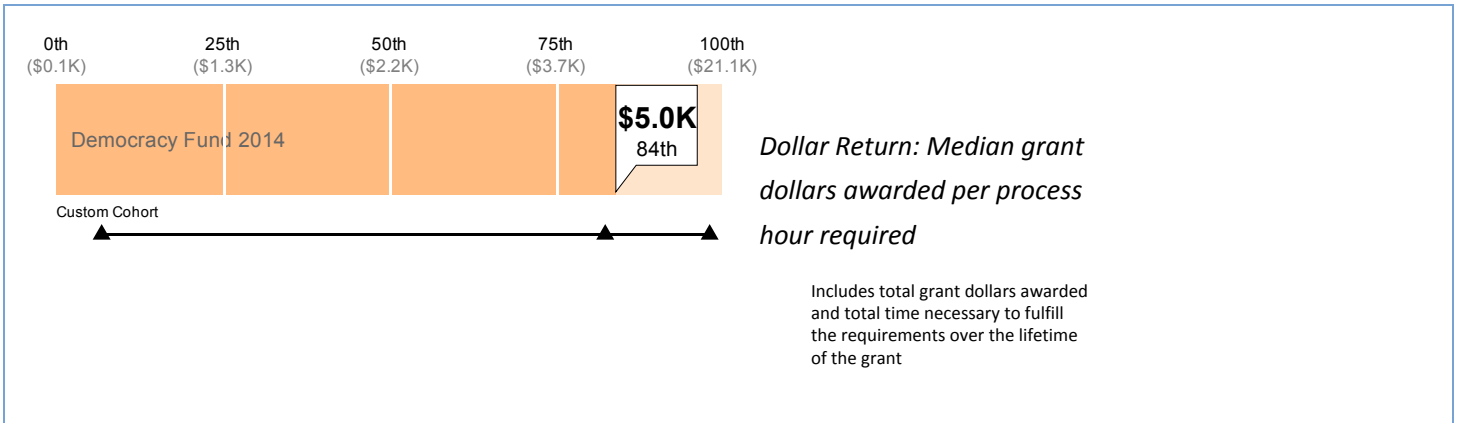 0th 25th 50th 75th 100th
($0.1K) ($1.3K) ($2.2K) ($3.7K) ($21.1K)
$5.0K
84th
Democracy Fund 2014
Custom Cohort
Dollar Return: Median grant
dollars awarded per process
hour required
Includes total grant dollars awarded
and total time necessary to fulfill
the requirements over the lifetime
of the grant